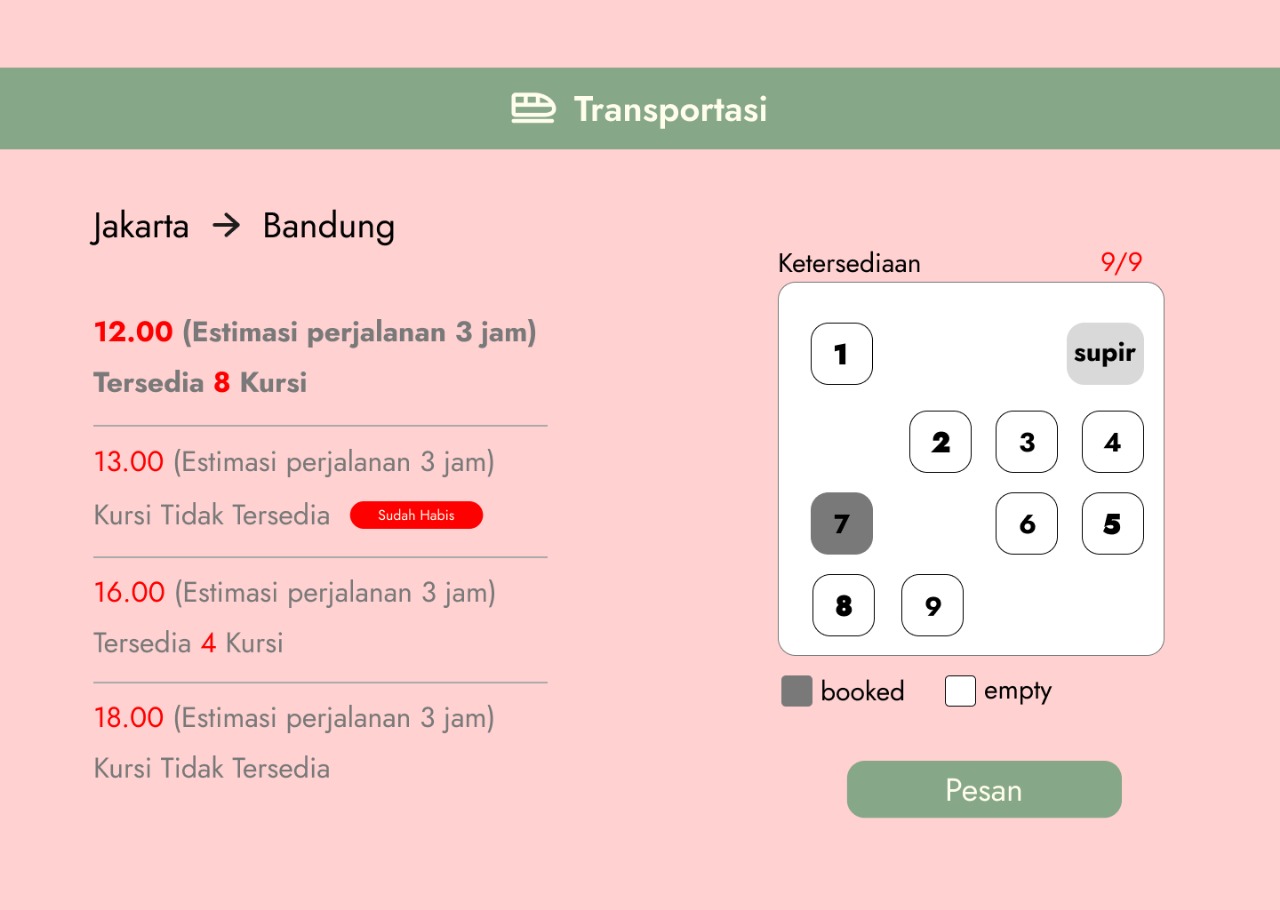 Transportasi
Jakarta → Bandung
12.00 (Estimasi perjalanan 3 jam)
Tersedia 8 Kursi
13.00 (Estimasi perjalanan 3 jam)
Kursi Tidak Tersedia Sudah Habis
16.00 (Estimasi perjalanan 3 jam)
Tersedia 4 Kursi
18.00 (Estimasi perjalanan 3 jam)
Kursi Tidak Tersedia
Ketersediaan 9/9
1 supir
2 3 4
7 6 5
8 9
booked empty
Pesan